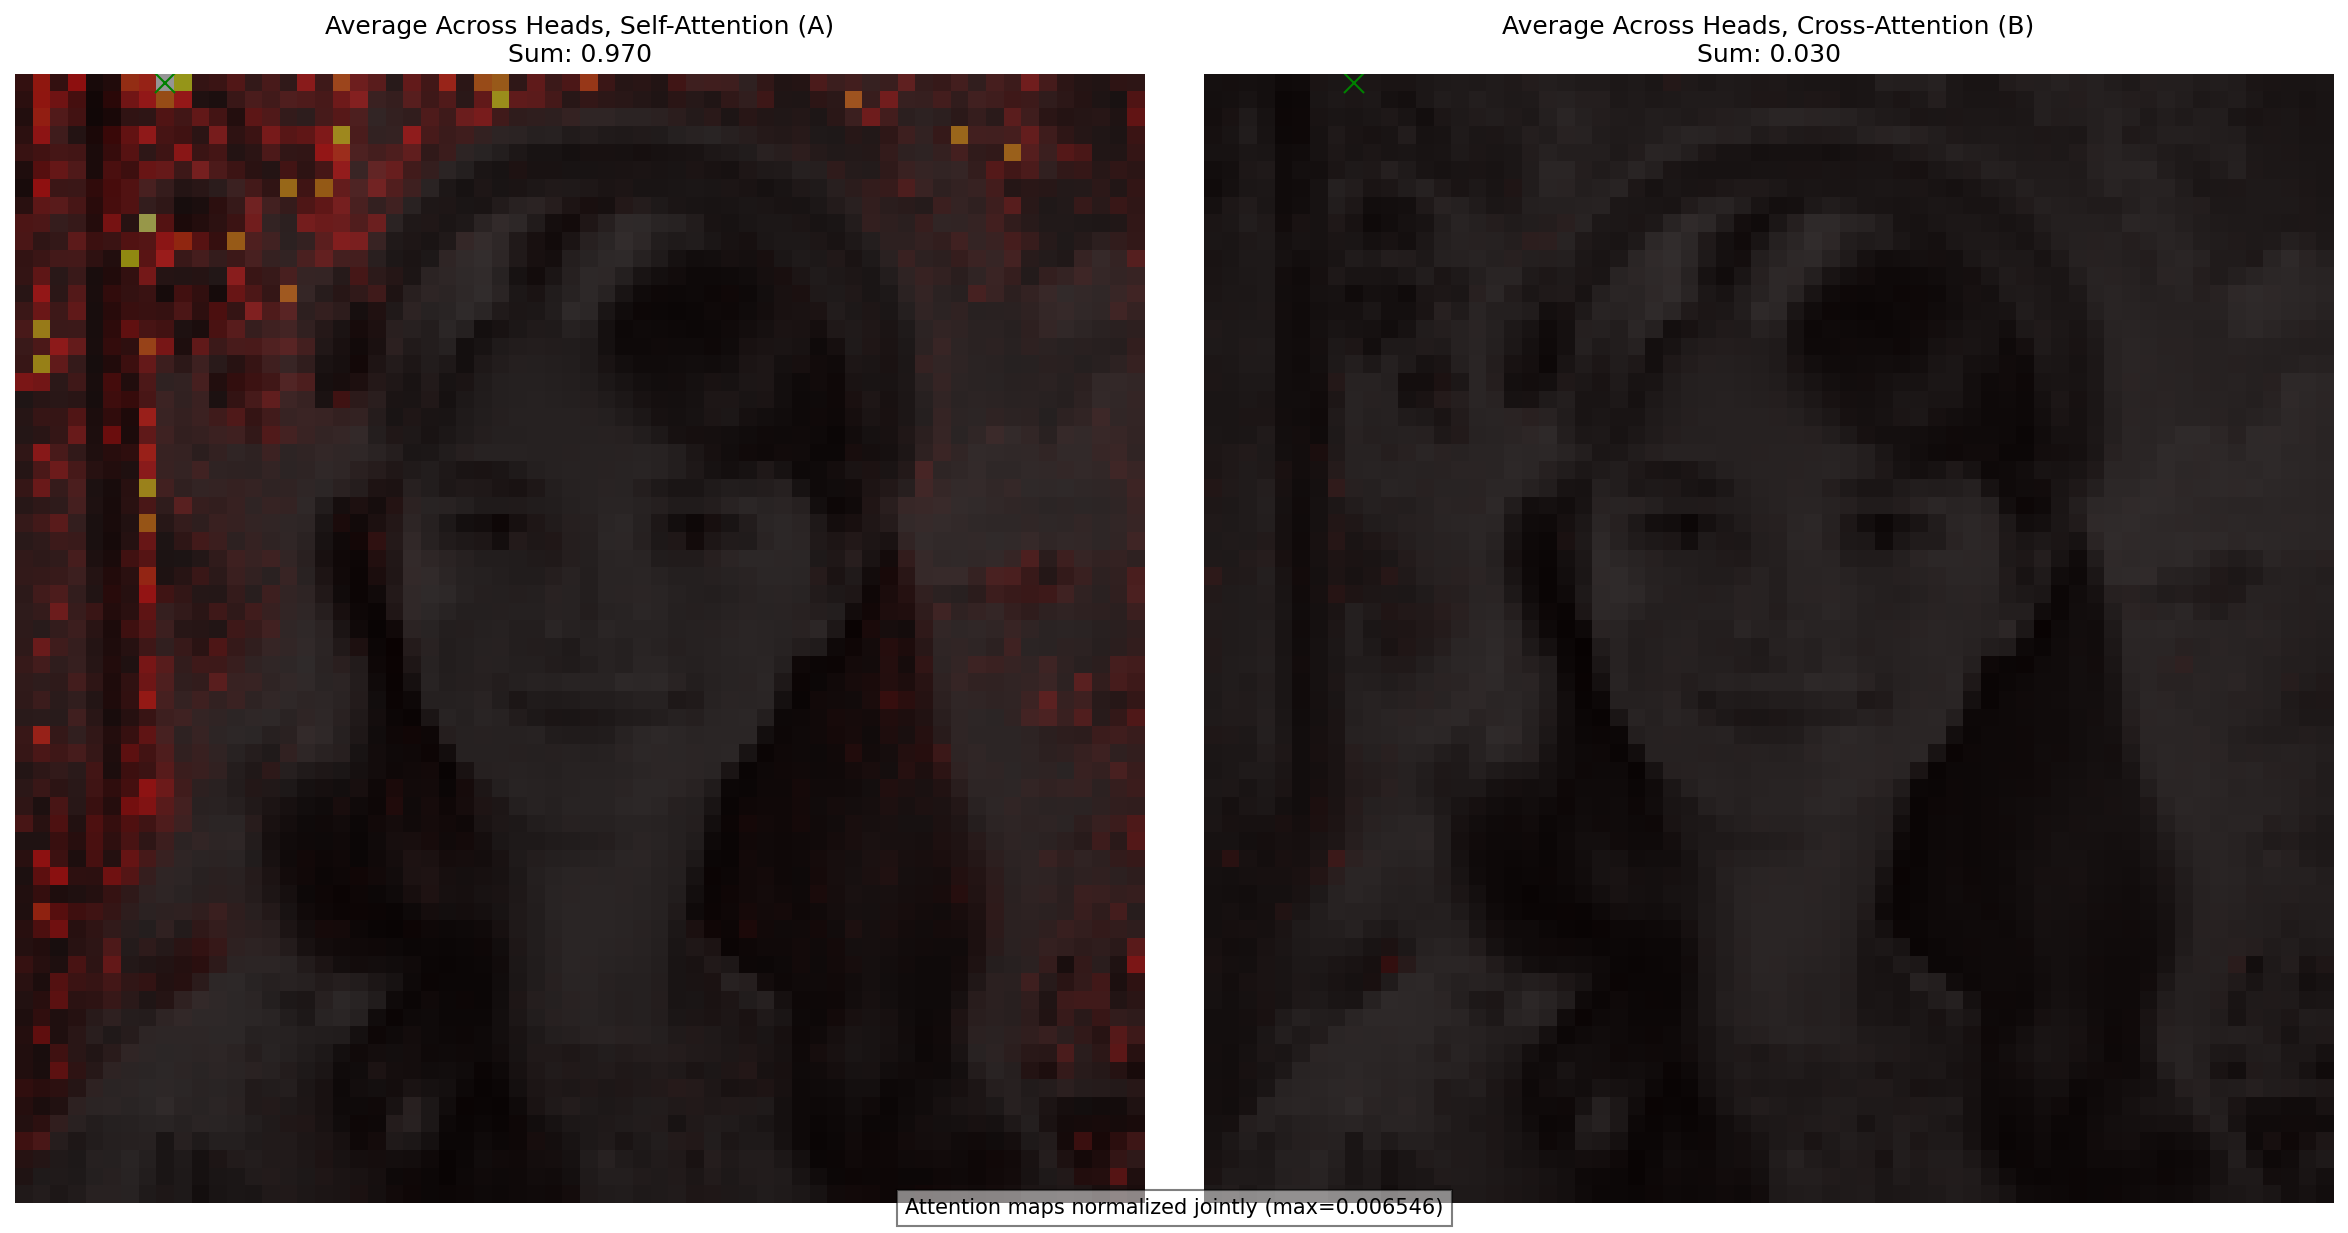 Average Across Heads, Self-Attention (A)
Sum: 0.970
Average Across Heads, Cross-Attention (B)
Sum: 0.030
Attention maps normalized jointly (max=0.006546)